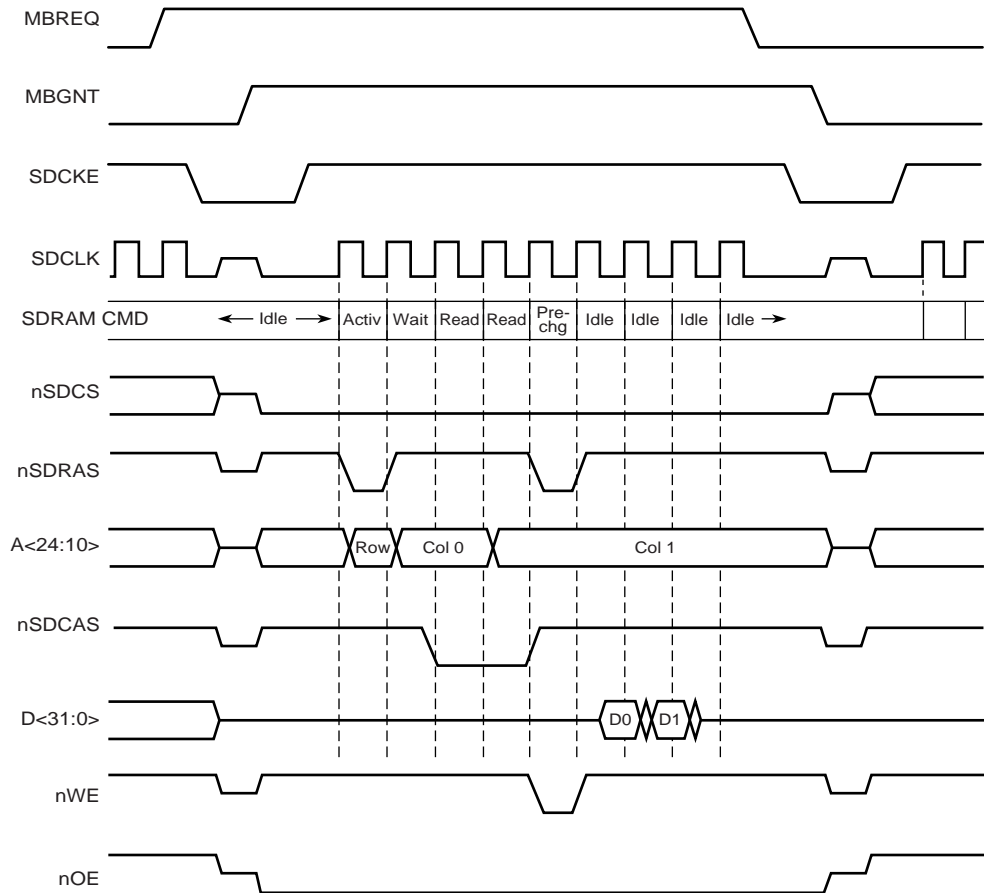 MBREQ
MBGNT
SDCKE
SDCLK
SDRAM CMD Idle Activ Wait Read Read Pre-chg Idle Idle Idle Idle
nSDCS
nSDRAS
A<24:10> Row Col 0 Col 1
nSDCAS
D<31:0> D0 D1
nWE
nOE